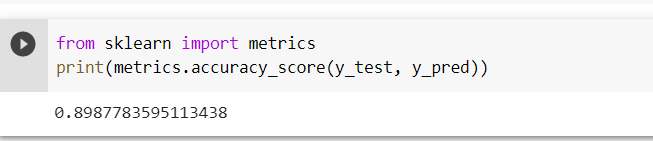 from sklearn import metrics
print(metrics.accuracy_score(y_test, y_pred))
0.8987783595113438